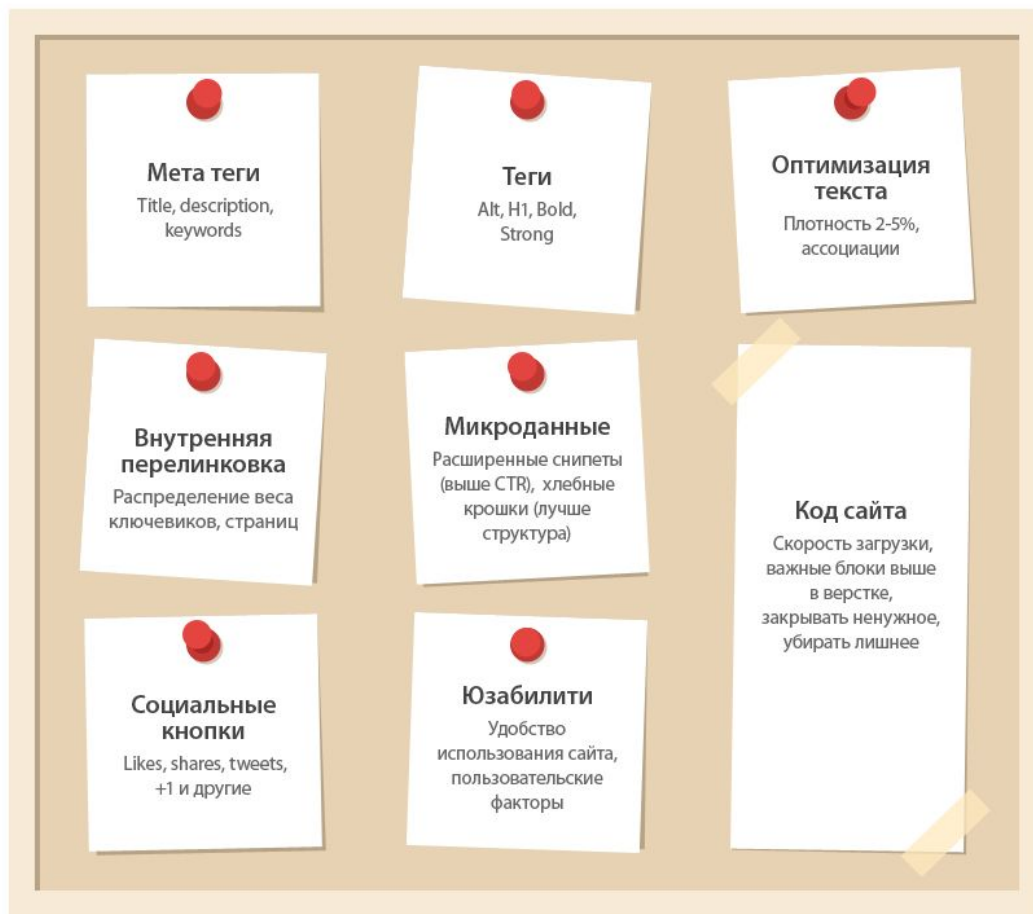 Мета теги
Title, description,
keywords
Теги
Alt, H1, Bold,
Strong
Оптимизация
текста
Плотность 2-5%,
ассоциации
Внутренняя
перелинковка
Распределение веса
ключевиков, страниц
Микроданные
Расширенные снипеты
(выше CTR), хлебные
крошки (лучше
структура)
Код сайта
Скорость загрузки,
важные блоки выше
в верстке,
закрывать ненужное,
убирать лишнее
Социальные
кнопки
Likes, shares, tweets,
+1 и другие
Юзабилити
Удобство
использования сайта,
пользовательские
факторы